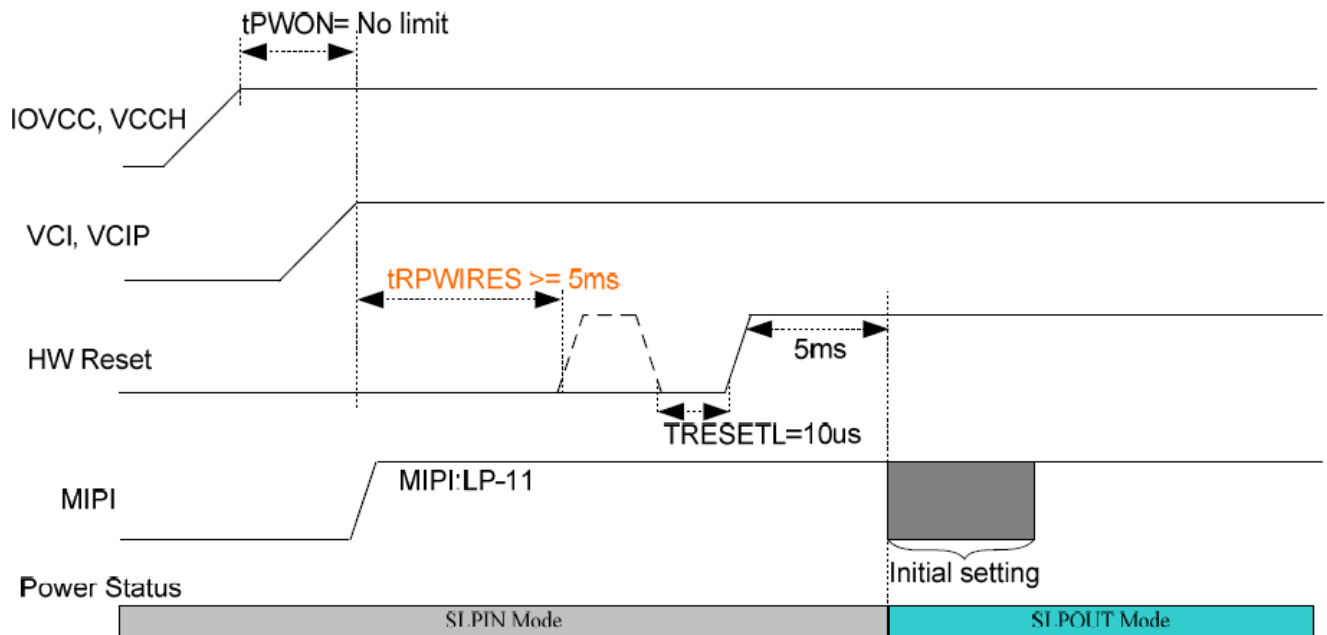 tPWON= No limit
IOVCC, VCCH
VCI, VCIP
tRPWIRES >= 5ms
HW Reset
5ms
TRESETL=10us
MIPI:LP-11
MIPI
Initial setting
Power Status
SLPIN Mode
SLPOUT Mode